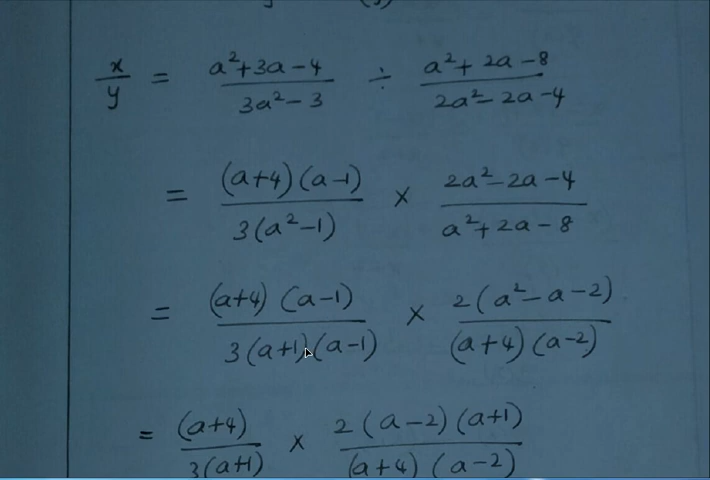 x/y = (a²+3a-4)/(3a²-3) ÷ (a²+2a-8)/(2a²-2a-4)
= ((a+4)(a-1))/(3(a²-1)) × (2a²-2a-4)/(a²+2a-8)
= ((a+4)(a-1))/(3(a+1)(a-1)) × (2(a²-a-2))/((a+4)(a-2))
= (a+4)/(3(a+1)) × (2(a-2)(a+1))/((a+4)(a-2))